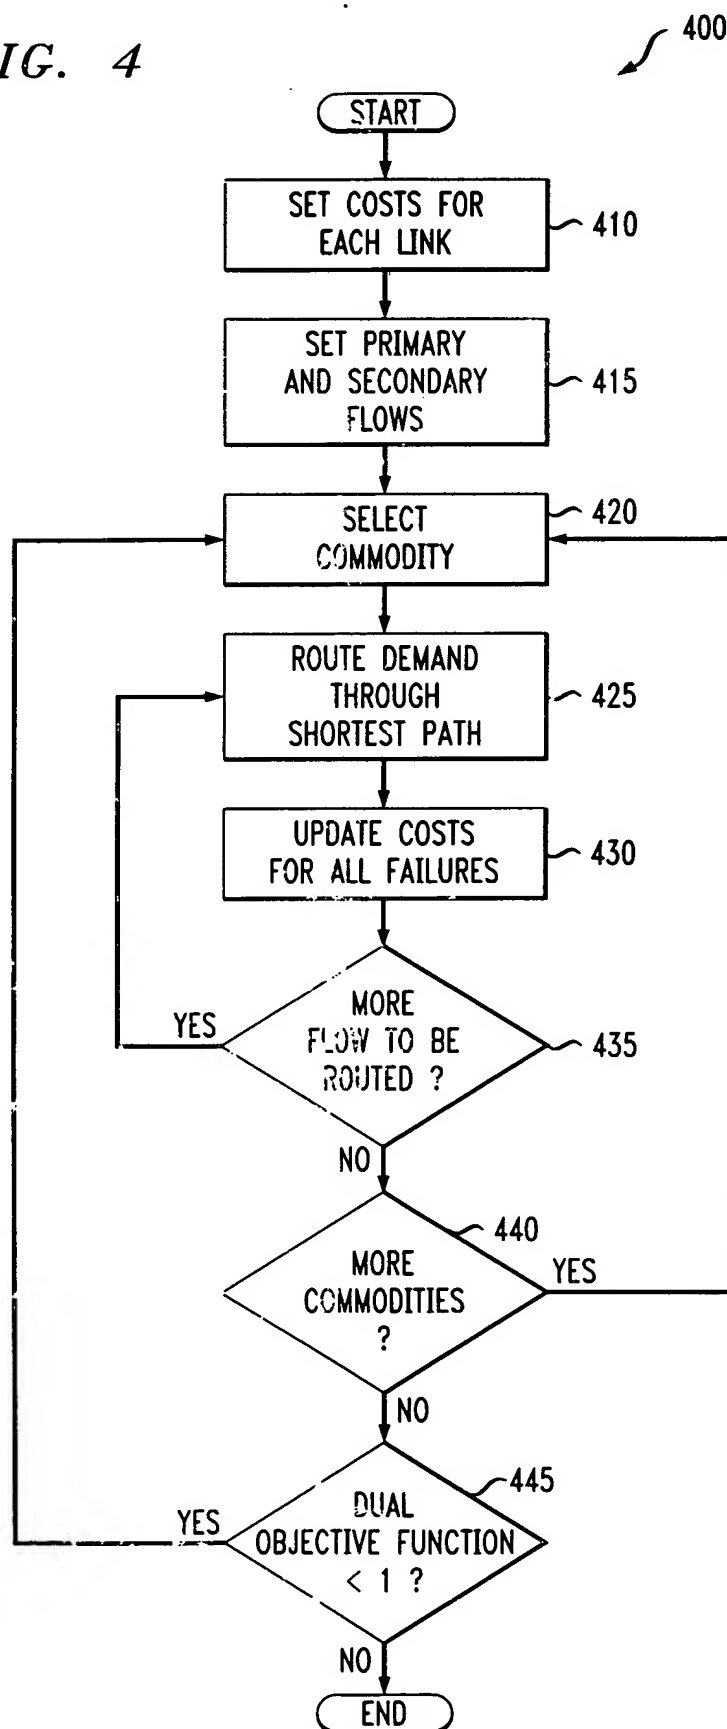 IG. 4
400
START
SET COSTS FOR
EACH LINK
410
SET PRIMARY
AND SECONDARY
FLOWS
415
SELECT
COMMODITY
420
ROUTE DEMAND
THROUGH
SHORTEST PATH
425
UPDATE COSTS
FOR ALL FAILURES
430
YES
MORE
FLOW TO BE
ROUTED ?
435
NO
440
MORE
COMMODITIES
?
YES
NO
445
YES
DUAL
OBJECTIVE FUNCTION
< 1 ?
NO
END